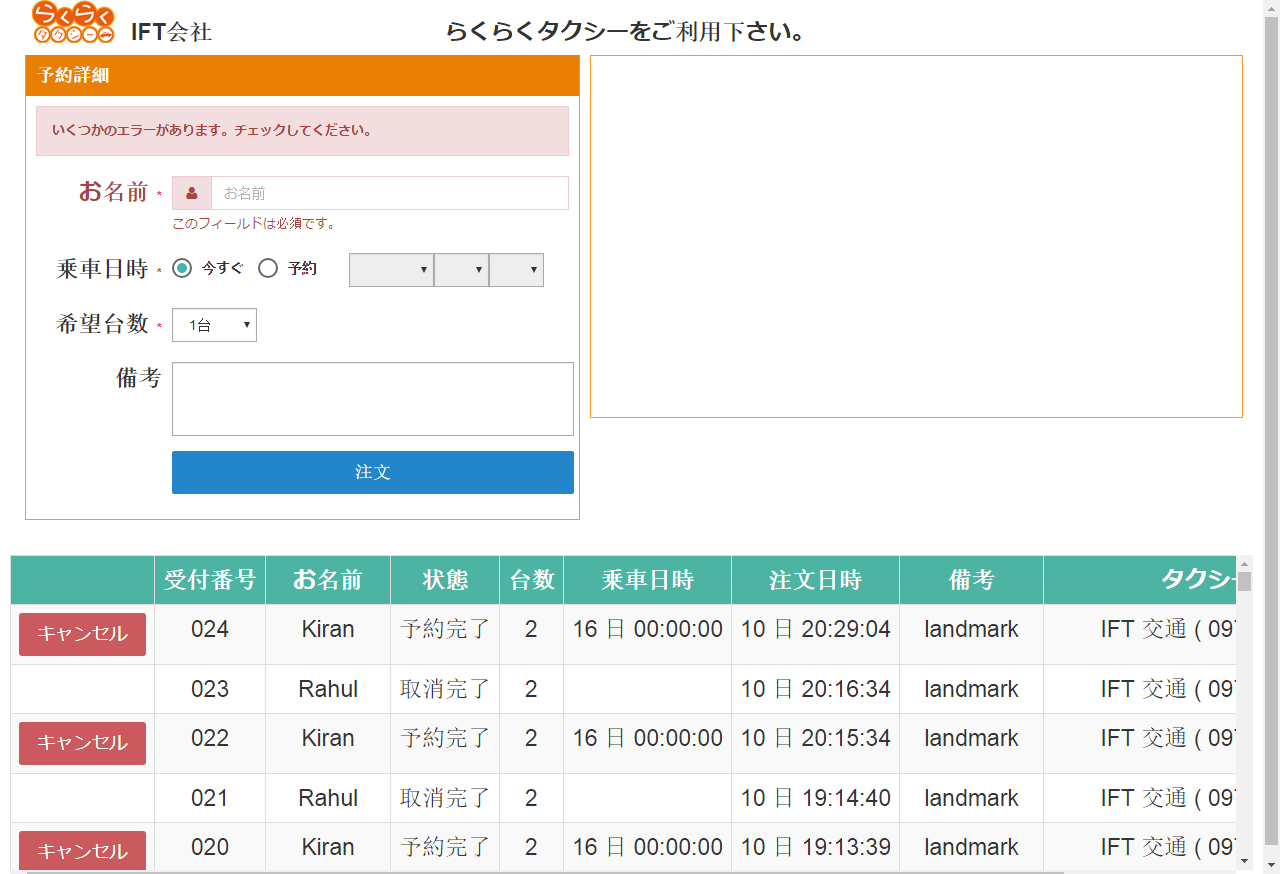 らくらく
タクシー
IFT会社
らくらくタクシーをご利用下さい。
予約詳細
いくつかのエラーがあります。チェックしてください。
お名前 *
お名前
このフィールドは必須です。
乗車日時 * 今すぐ 予約
希望台数 * 1台
備考
注文
受付番号 お名前 状態 台数 乗車日時 注文日時 備考 タクシー
キャンセル 024 Kiran 予約完了 2 16 日 00:00:00 10 日 20:29:04 landmark IFT 交通 ( 097
023 Rahul 取消完了 2 10 日 20:16:34 landmark IFT 交通 ( 097
キャンセル 022 Kiran 予約完了 2 16 日 00:00:00 10 日 20:15:34 landmark IFT 交通 ( 097
021 Rahul 取消完了 2 10 日 19:14:40 landmark IFT 交通 ( 097
キャンセル 020 Kiran 予約完了 2 16 日 00:00:00 10 日 19:13:39 landmark IFT 交通 ( 097